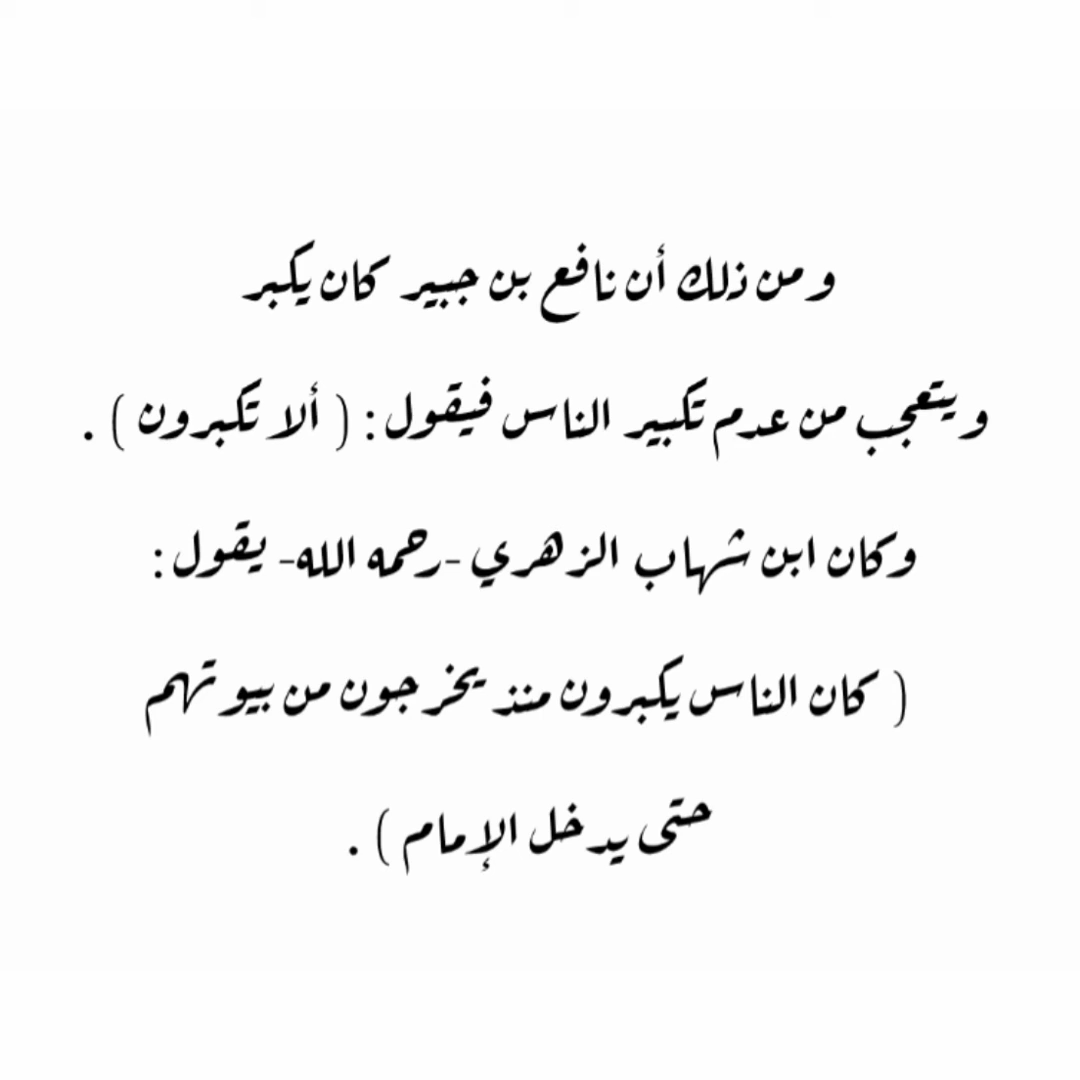 ومن ذلك أن نافع بن جبير كان يكبر
ويتعجب من عدم تكبير الناس فيقول : ( ألا تكبرون ) .
وكان ابن شهاب الزهري -رحمه الله- يقول :
( كان الناس يكبرون منذ يخرجون من بيوتهم
حتى يدخل الإمام ) .